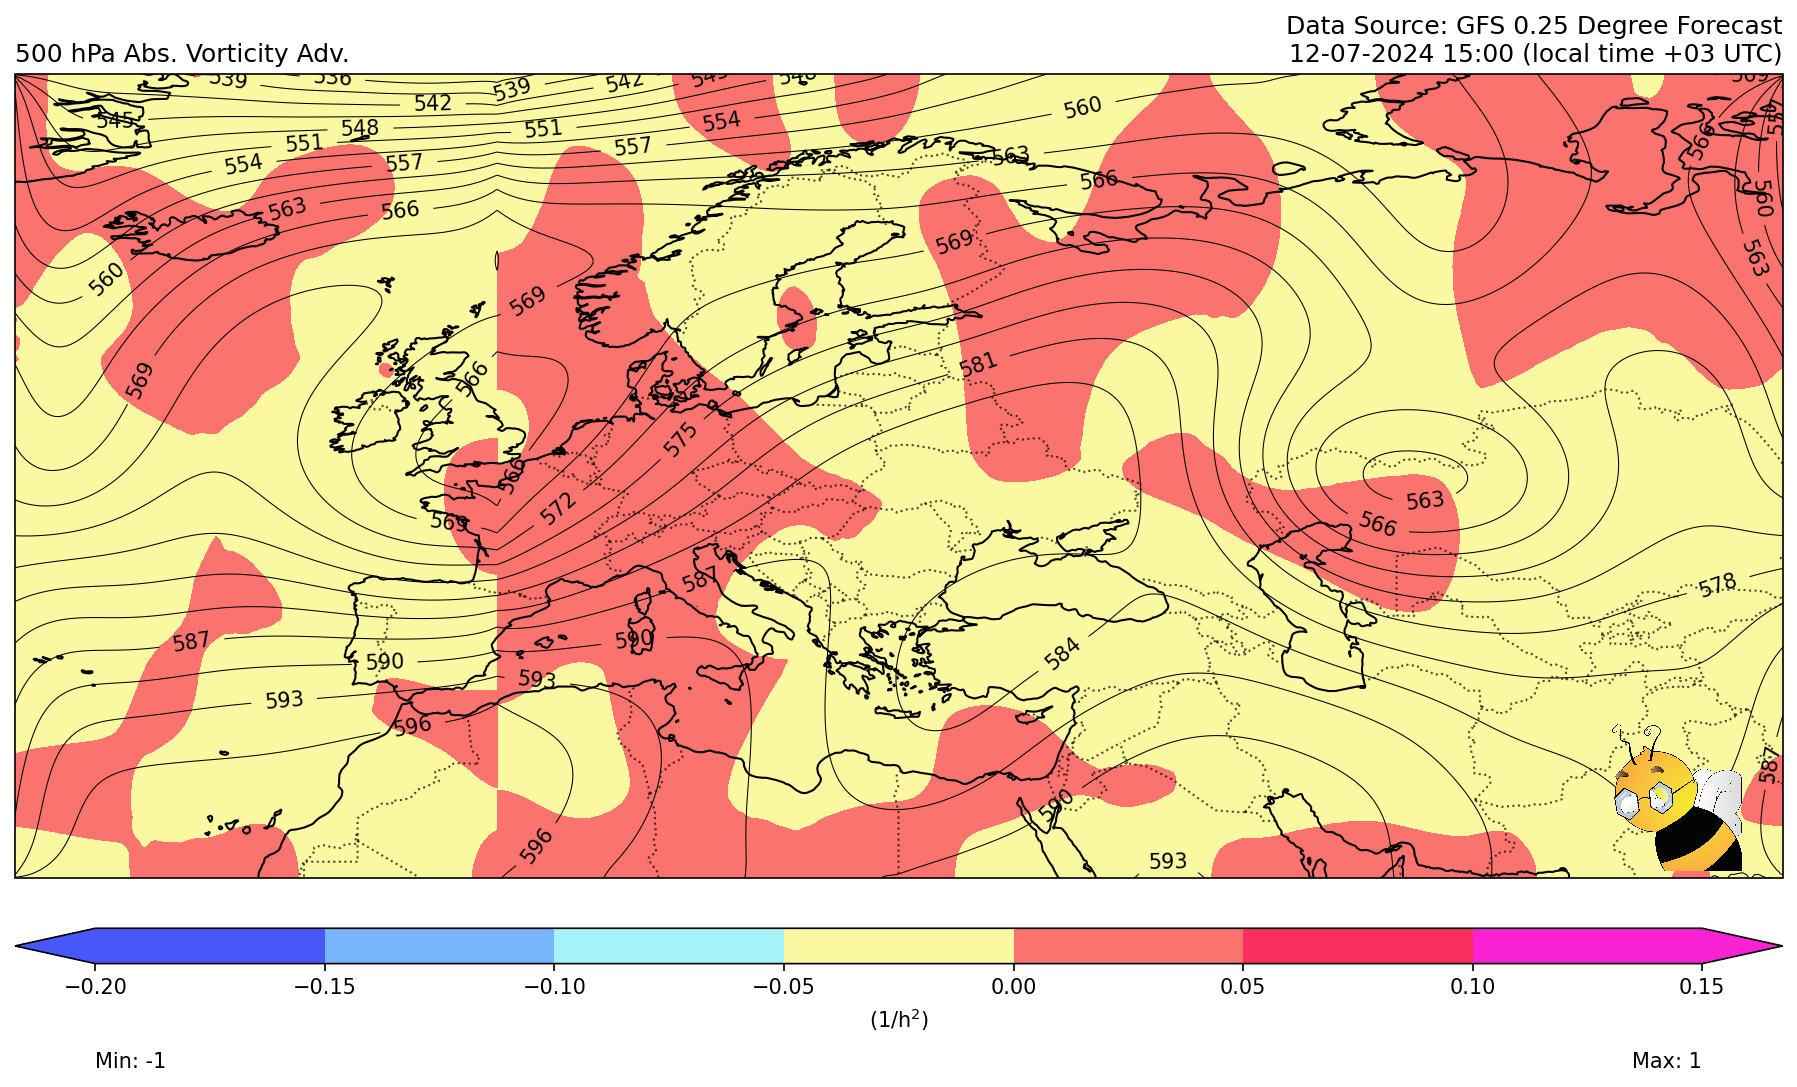 Data Source: GFS 0.25 Degree Forecast
500 hPa Abs. Vorticity Adv.
12-07-2024 15:00 (local time +03 UTC)
539 536 539 542 545 548 569
545 542 560 557
551 548 551 554
554 557 557 563 566
563 566 566 560
560 569 569 563
569 566 581
575
566 572 569 563 566
587 587 590 578
590 593 593 584
596 587
596 590 593
−0.20 −0.15 −0.10 −0.05 0.00 0.05 0.10 0.15
(1/h²)
Min: -1 Max: 1